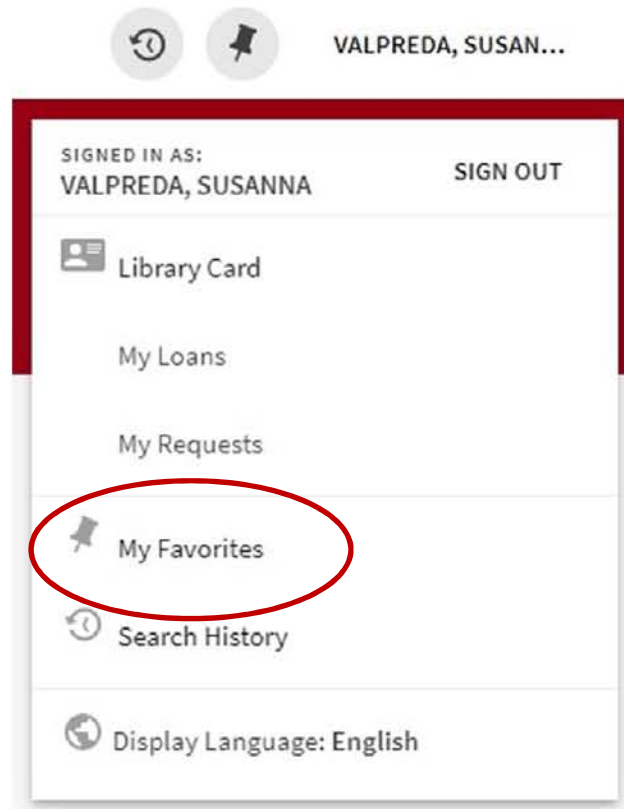 VALPREDA, SUSAN...
SIGNED IN AS:
VALPREDA, SUSANNA
SIGN OUT
Library Card
My Loans
My Requests
My Favorites
Search History
Display Language: English